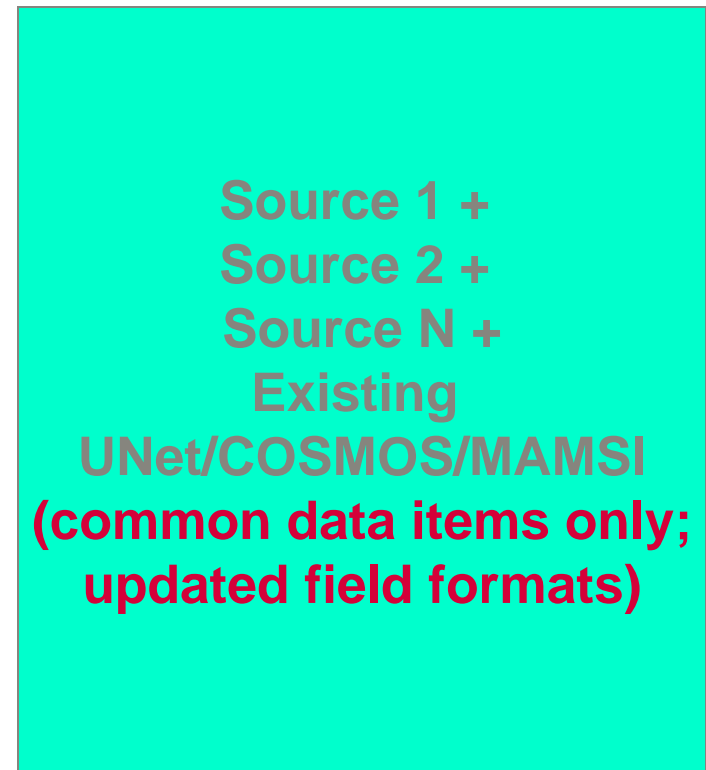 Source 1 +
Source 2 +
Source N +
Existing
UNet/COSMOS/MAMSI
(common data items only;
updated field formats)